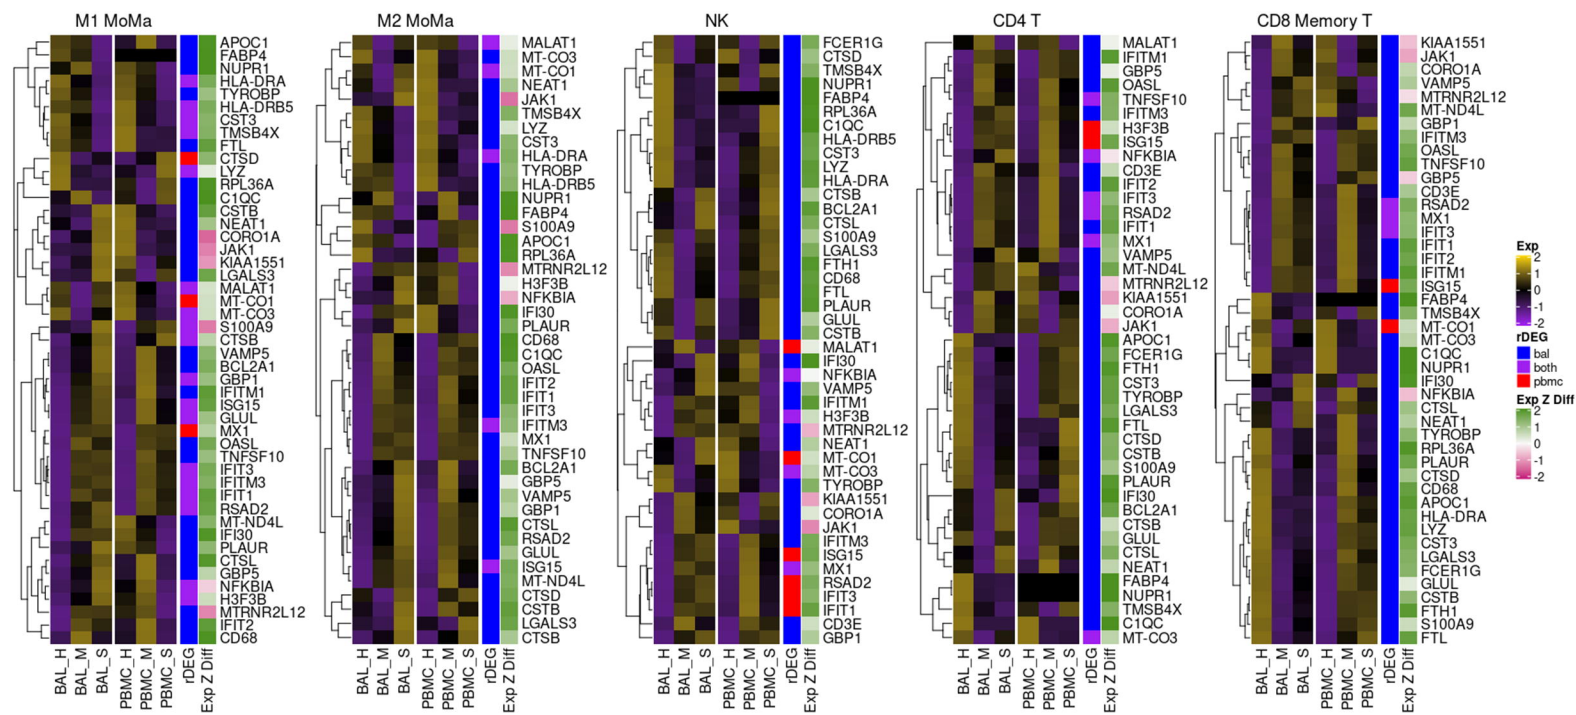 M1 MoMa
APOC1
FABP4
NUPR1
HLA-DRA
TYROBP
HLA-DRB5
CST3
TMSB4X
FTL
CTSD
LYZ
RPL36A
C1QC
CSTB
NEAT1
CORO1A
JAK1
KIAA1551
LGALS3
MALAT1
MT-CO1
MT-CO3
S100A9
CTSB
VAMP5
BCL2A1
GBP1
IFITM1
ISG15
GLUL
MX1
OASL
TNFSF10
IFIT3
IFITM3
IFIT1
RSAD2
MT-ND4L
IFI30
PLAUR
CTSL
GBP5
NFKBIA
H3F3B
MTRNR2L12
IFIT2
CD68
BAL_H
BAL_M
BAL_S
PBMC_H
PBMC_M
PBMC_S
rDEG
Exp Z Diff
M2 MoMa
MALAT1
MT-CO3
MT-CO1
NEAT1
JAK1
TMSB4X
LYZ
CST3
HLA-DRA
TYROBP
HLA-DRB5
NUPR1
FABP4
S100A9
APOC1
RPL36A
MTRNR2L12
H3F3B
NFKBIA
IFI30
PLAUR
CD68
C1QC
OASL
IFIT2
IFIT1
IFIT3
IFITM3
MX1
TNFSF10
BCL2A1
GBP5
VAMP5
GBP1
CTSL
RSAD2
GLUL
ISG15
MT-ND4L
CTSD
CSTB
LGALS3
CTSB
BAL_H
BAL_M
BAL_S
PBMC_H
PBMC_M
PBMC_S
rDEG
Exp Z Diff
NK
FCER1G
CTSD
TMSB4X
NUPR1
FABP4
RPL36A
C1QC
HLA-DRB5
CST3
LYZ
HLA-DRA
CTSB
BCL2A1
CTSL
S100A9
LGALS3
FTH1
CD68
FTL
PLAUR
GLUL
CSTB
MALAT1
IFI30
NFKBIA
VAMP5
IFITM1
H3F3B
MTRNR2L12
NEAT1
MT-CO1
MT-CO3
TYROBP
KIAA1551
CORO1A
JAK1
IFITM3
ISG15
MX1
RSAD2
IFIT3
IFIT1
CD3E
GBP1
BAL_H
BAL_M
BAL_S
PBMC_H
PBMC_M
PBMC_S
rDEG
Exp Z Diff
CD4 T
MALAT1
IFITM1
GBP5
OASL
TNFSF10
IFITM3
H3F3B
ISG15
NFKBIA
CD3E
IFIT2
IFIT3
RSAD2
IFIT1
MX1
VAMP5
MT-ND4L
MTRNR2L12
KIAA1551
CORO1A
JAK1
APOC1
FCER1G
FTH1
CST3
TYROBP
LGALS3
FTL
CTSD
CSTB
S100A9
PLAUR
IFI30
BCL2A1
CTSB
GLUL
CTSL
NEAT1
FABP4
NUPR1
TMSB4X
C1QC
MT-CO3
BAL_H
BAL_M
BAL_S
PBMC_H
PBMC_M
PBMC_S
rDEG
Exp Z Diff
CD8 Memory T
KIAA1551
JAK1
CORO1A
VAMP5
MTRNR2L12
MT-ND4L
GBP1
IFITM3
OASL
TNFSF10
GBP5
CD3E
RSAD2
MX1
IFIT3
IFIT1
IFIT2
IFITM1
ISG15
FABP4
TMSB4X
MT-CO1
MT-CO3
C1QC
NUPR1
IFI30
NFKBIA
CTSL
NEAT1
TYROBP
RPL36A
PLAUR
CTSD
CD68
APOC1
HLA-DRA
LYZ
CST3
LGALS3
FCER1G
GLUL
CSTB
FTH1
S100A9
FTL
BAL_H
BAL_M
BAL_S
PBMC_H
PBMC_M
PBMC_S
rDEG
Exp Z Diff
Exp
2
1
0
-1
-2
rDEG
bal
both
pbmc
Exp Z Diff
2
1
0
-1
-2